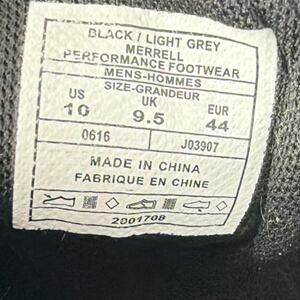 BLACK / LIGHT GREY
MERRELL
PERFORMANCE FOOTWEAR
MENS-HOMMES
SIZE-GRANDEUR
US UK EUR
10 9.5 44
0616 J03907
MADE IN CHINA
FABRIQUE EN CHINE
2001708